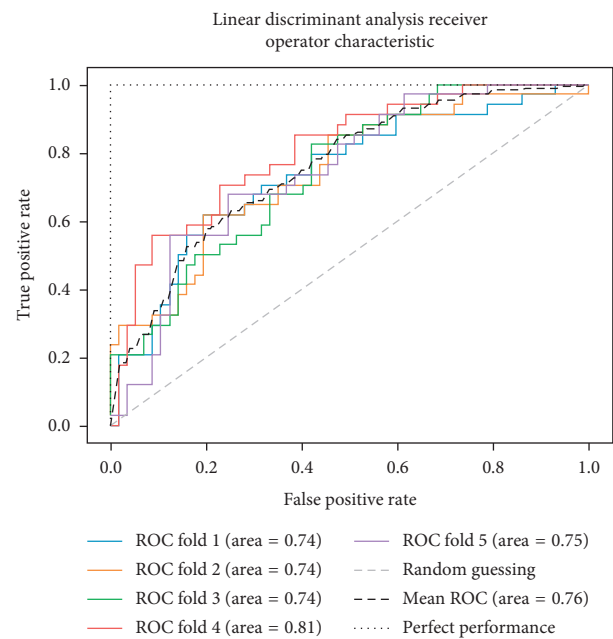 Linear discriminant analysis receiver
operator characteristic
True positive rate
1.0
0.8
0.6
0.4
0.2
0.0
0.0 0.2 0.4 0.6 0.8 1.0
False positive rate
ROC fold 1 (area = 0.74)
ROC fold 2 (area = 0.74)
ROC fold 3 (area = 0.74)
ROC fold 4 (area = 0.81)
ROC fold 5 (area = 0.75)
Random guessing
Mean ROC (area = 0.76)
Perfect performance